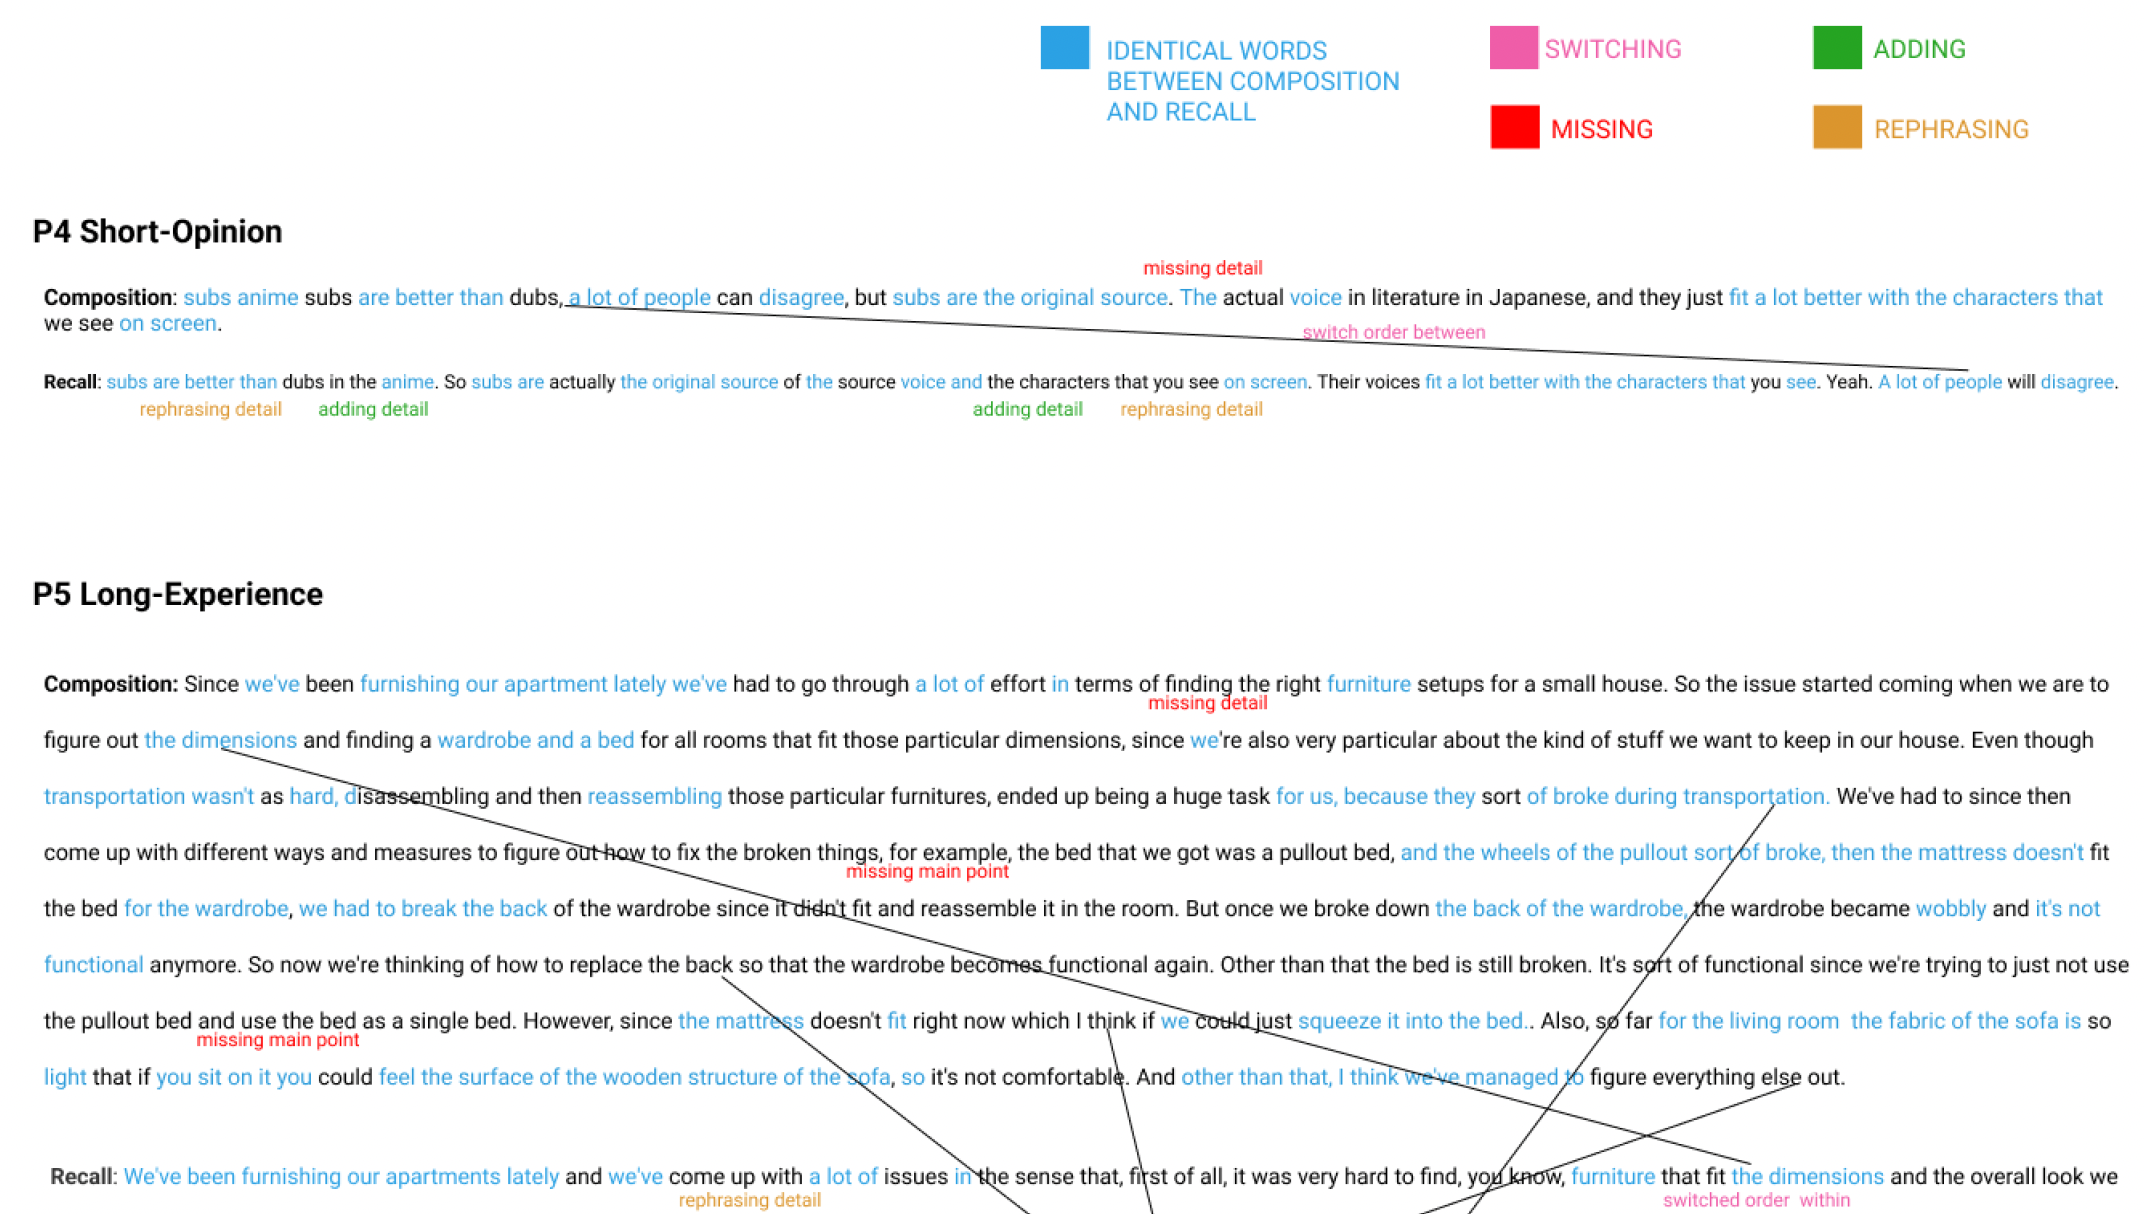 IDENTICAL WORDS
BETWEEN COMPOSITION
AND RECALL
SWITCHING
ADDING
MISSING
REPHRASING
P4 Short-Opinion
missing detail
Composition: subs anime subs are better than dubs, a lot of people can disagree, but subs are the original source. The actual voice in literature in Japanese, and they just fit a lot better with the characters that
we see on screen.
switch order between
Recall: subs are better than dubs in the anime. So subs are actually the original source of the source voice and the characters that you see on screen. Their voices fit a lot better with the characters that you see. Yeah. A lot of people will disagree.
rephrasing detail adding detail adding detail rephrasing detail
P5 Long-Experience
Composition: Since we've been furnishing our apartment lately we've had to go through a lot of effort in terms of finding the right furniture setups for a small house. So the issue started coming when we are to
missing detail
figure out the dimensions and finding a wardrobe and a bed for all rooms that fit those particular dimensions, since we're also very particular about the kind of stuff we want to keep in our house. Even though
transportation wasn't as hard, disassembling and then reassembling those particular furnitures, ended up being a huge task for us, because they sort of broke during transportation. We've had to since then
come up with different ways and measures to figure out how to fix the broken things, for example, the bed that we got was a pullout bed, and the wheels of the pullout sort of broke, then the mattress doesn't fit
missing main point
the bed for the wardrobe, we had to break the back of the wardrobe since it didn't fit and reassemble it in the room. But once we broke down the back of the wardrobe, the wardrobe became wobbly and it's not
functional anymore. So now we're thinking of how to replace the back so that the wardrobe becomes functional again. Other than that the bed is still broken. It's sort of functional since we're trying to just not use
the pullout bed and use the bed as a single bed. However, since the mattress doesn't fit right now which I think if we could just squeeze it into the bed.. Also, so far for the living room the fabric of the sofa is so
missing main point
light that if you sit on it you could feel the surface of the wooden structure of the sofa, so it's not comfortable. And other than that, I think we've managed to figure everything else out.
Recall: We've been furnishing our apartments lately and we've come up with a lot of issues in the sense that, first of all, it was very hard to find, you know, furniture that fit the dimensions and the overall look we
rephrasing detail switched order within